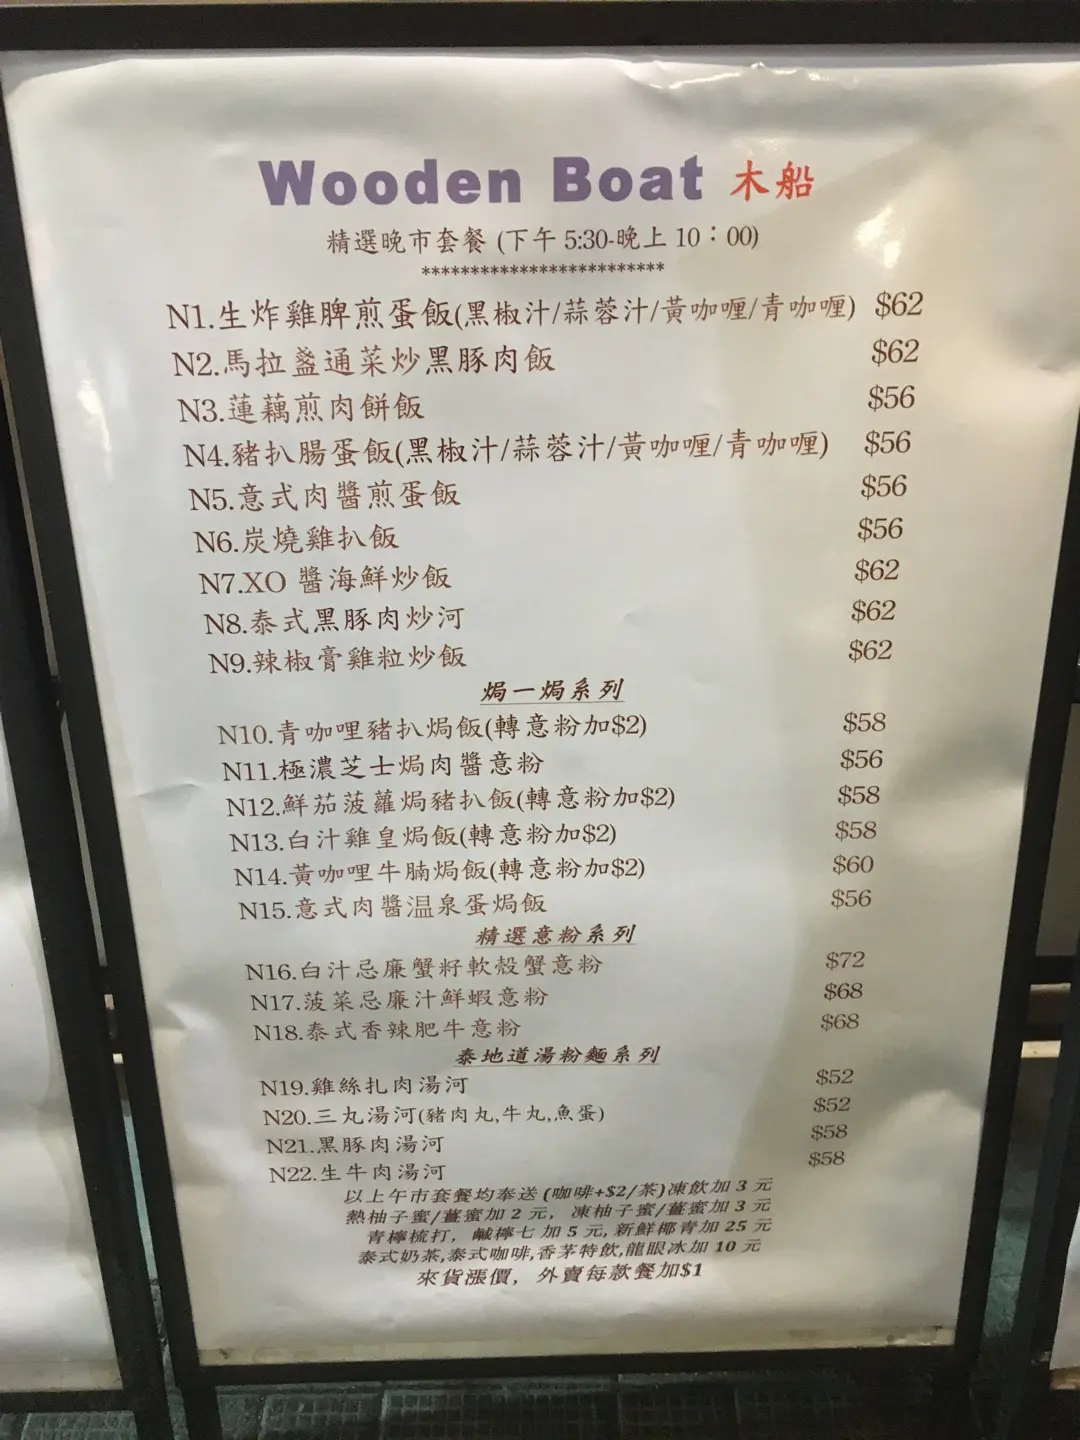 Wooden Boat 木船
精選晚市套餐 (下午 5:30-晚上 10：00)
*************************
N1.生炸雞脾煎蛋飯(黑椒汁/蒜蓉汁/黃咖喱/青咖喱) $62
N2.馬拉盞通菜炒黑豚肉飯 $62
N3.蓮藕煎肉餅飯 $56
N4.豬扒腸蛋飯(黑椒汁/蒜蓉汁/黃咖喱/青咖喱) $56
N5.意式肉醬煎蛋飯 $56
N6.炭燒雞扒飯 $56
N7.XO 醬海鮮炒飯 $62
N8.泰式黑豚肉炒河 $62
N9.辣椒膏雞粒炒飯 $62
焗一焗系列
N10.青咖哩豬扒焗飯(轉意粉加$2) $58
N11.極濃芝士焗肉醬意粉 $56
N12.鮮茄菠蘿焗豬扒飯(轉意粉加$2) $58
N13.白汁雞皇焗飯(轉意粉加$2) $58
N14.黃咖哩牛腩焗飯(轉意粉加$2) $60
N15.意式肉醬溫泉蛋焗飯 $56
精選意粉系列
N16.白汁忌廉蟹籽軟殼蟹意粉 $72
N17.菠菜忌廉汁鮮蝦意粉 $68
N18.泰式香辣肥牛意粉 $68
泰地道湯粉麵系列
N19.雞絲扎肉湯河 $52
N20.三丸湯河(豬肉丸,牛丸,魚蛋) $52
N21.黑豚肉湯河 $58
N22.生牛肉湯河 $58
以上午市套餐均奉送 (咖啡+$2/茶)凍飲加 3 元
熱柚子蜜/薑蜜加 2 元，凍柚子蜜/薑蜜加 3 元
青檸梳打，鹹檸七 加 5 元,新鮮椰青加 25 元
泰式奶茶,泰式咖啡,香茅特飲,龍眼冰加 10 元
來貨漲價，外賣每款餐加$1